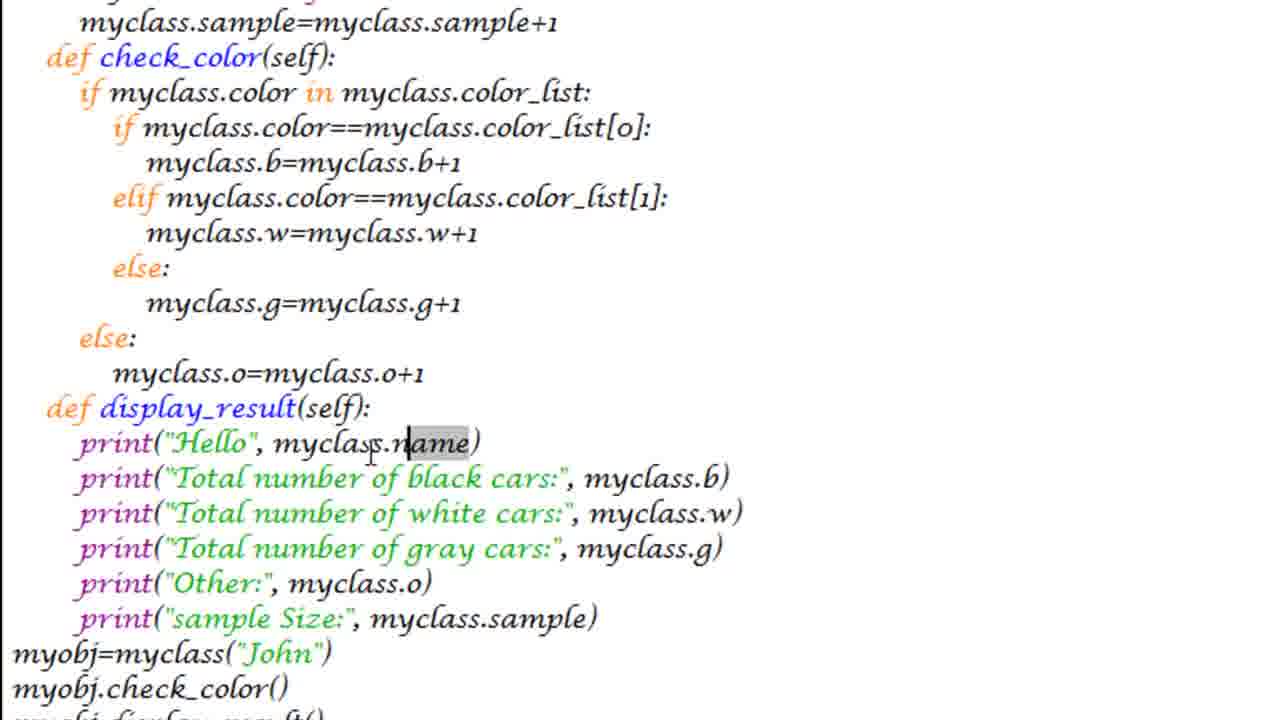 myclass.sample=myclass.sample+1
def check_color(self):
if myclass.color in myclass.color_list:
if myclass.color==myclass.color_list[0]:
myclass.b=myclass.b+1
elif myclass.color==myclass.color_list[1]:
myclass.w=myclass.w+1
else:
myclass.g=myclass.g+1
else:
myclass.o=myclass.o+1
def display_result(self):
print("Hello", myclass.name)
print("Total number of black cars:", myclass.b)
print("Total number of white cars:", myclass.w)
print("Total number of gray cars:", myclass.g)
print("Other:", myclass.o)
print("sample Size:", myclass.sample)
myobj=myclass("John")
myobj.check_color()
myobj.display_result()